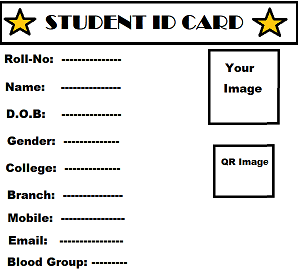 STUDENT ID CARD
Roll-No: ---------------
Name: ---------------
D.O.B: ---------------
Gender: --------------
College: --------------
Branch: ---------------
Mobile: ----------------
Email: ----------------
Blood Group: ---------
Your
Image
QR Image